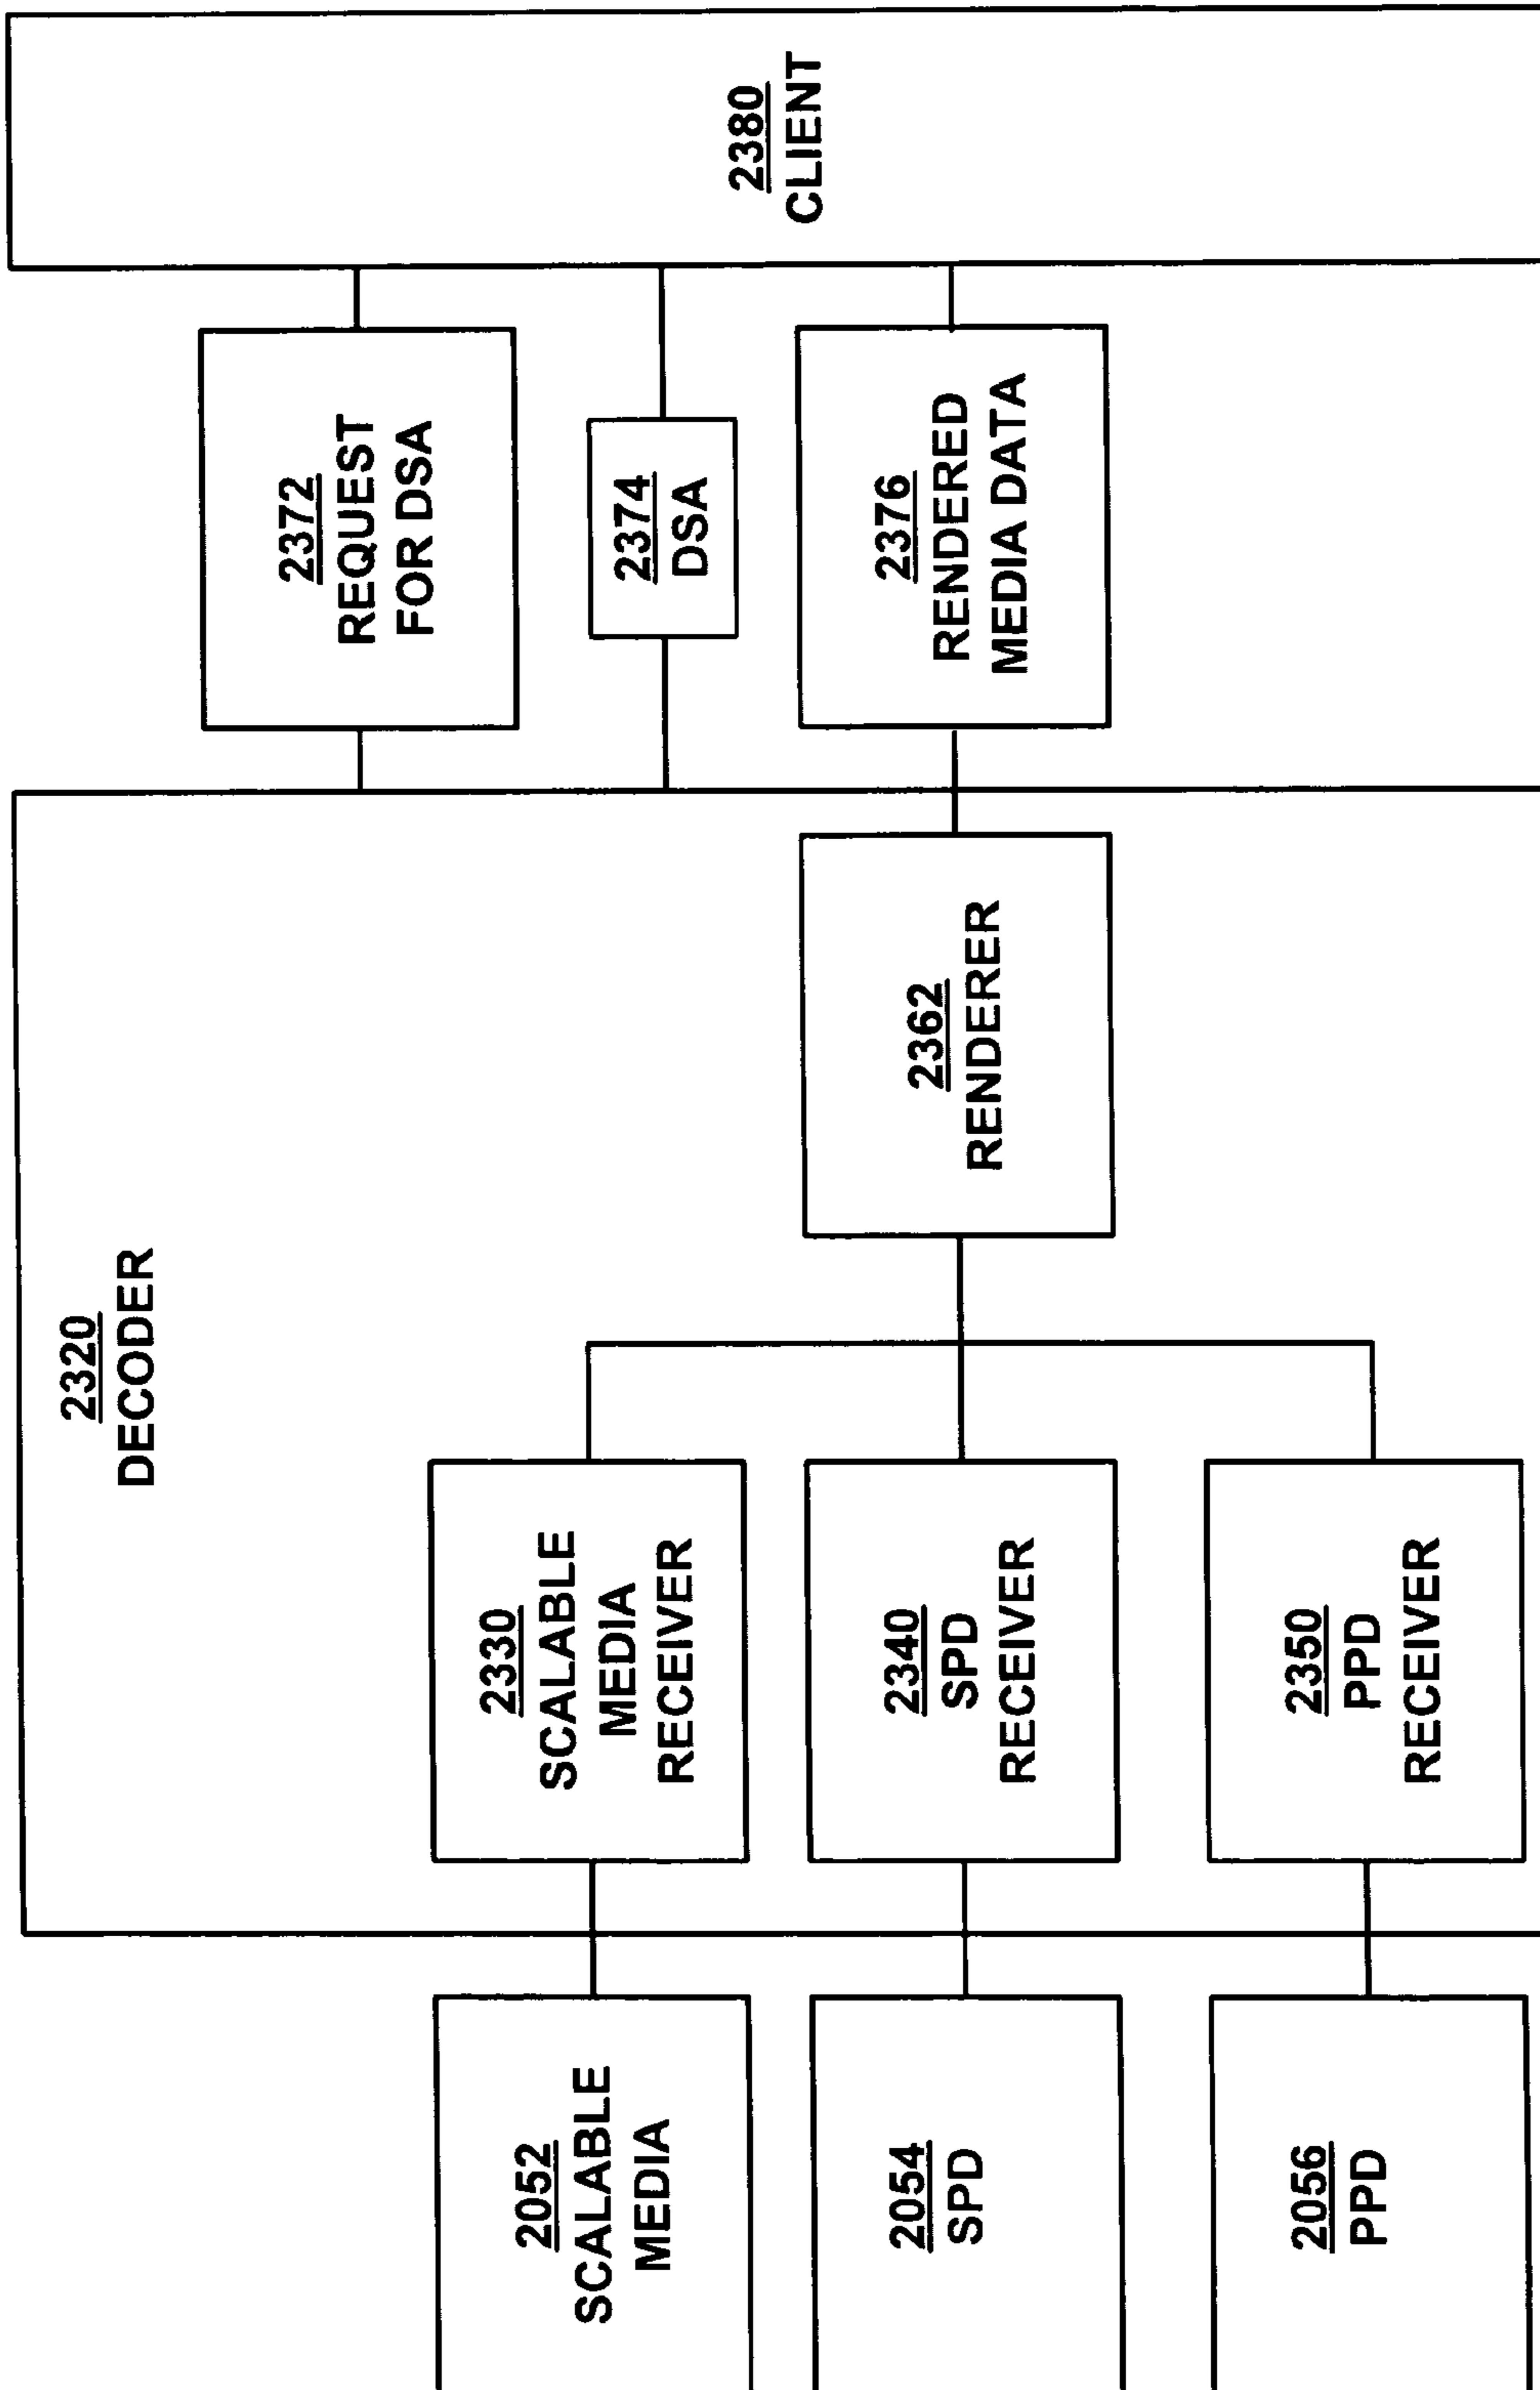 2052
SCALABLE
MEDIA
2054
SPD
2056
PPD
2320
DECODER
2330
SCALABLE
MEDIA
RECEIVER
2340
SPD
RECEIVER
2350
PPD
RECEIVER
2362
RENDERER
2372
REQUEST
FOR DSA
2374
DSA
2376
RENDERED
MEDIA DATA
2380
CLIENT